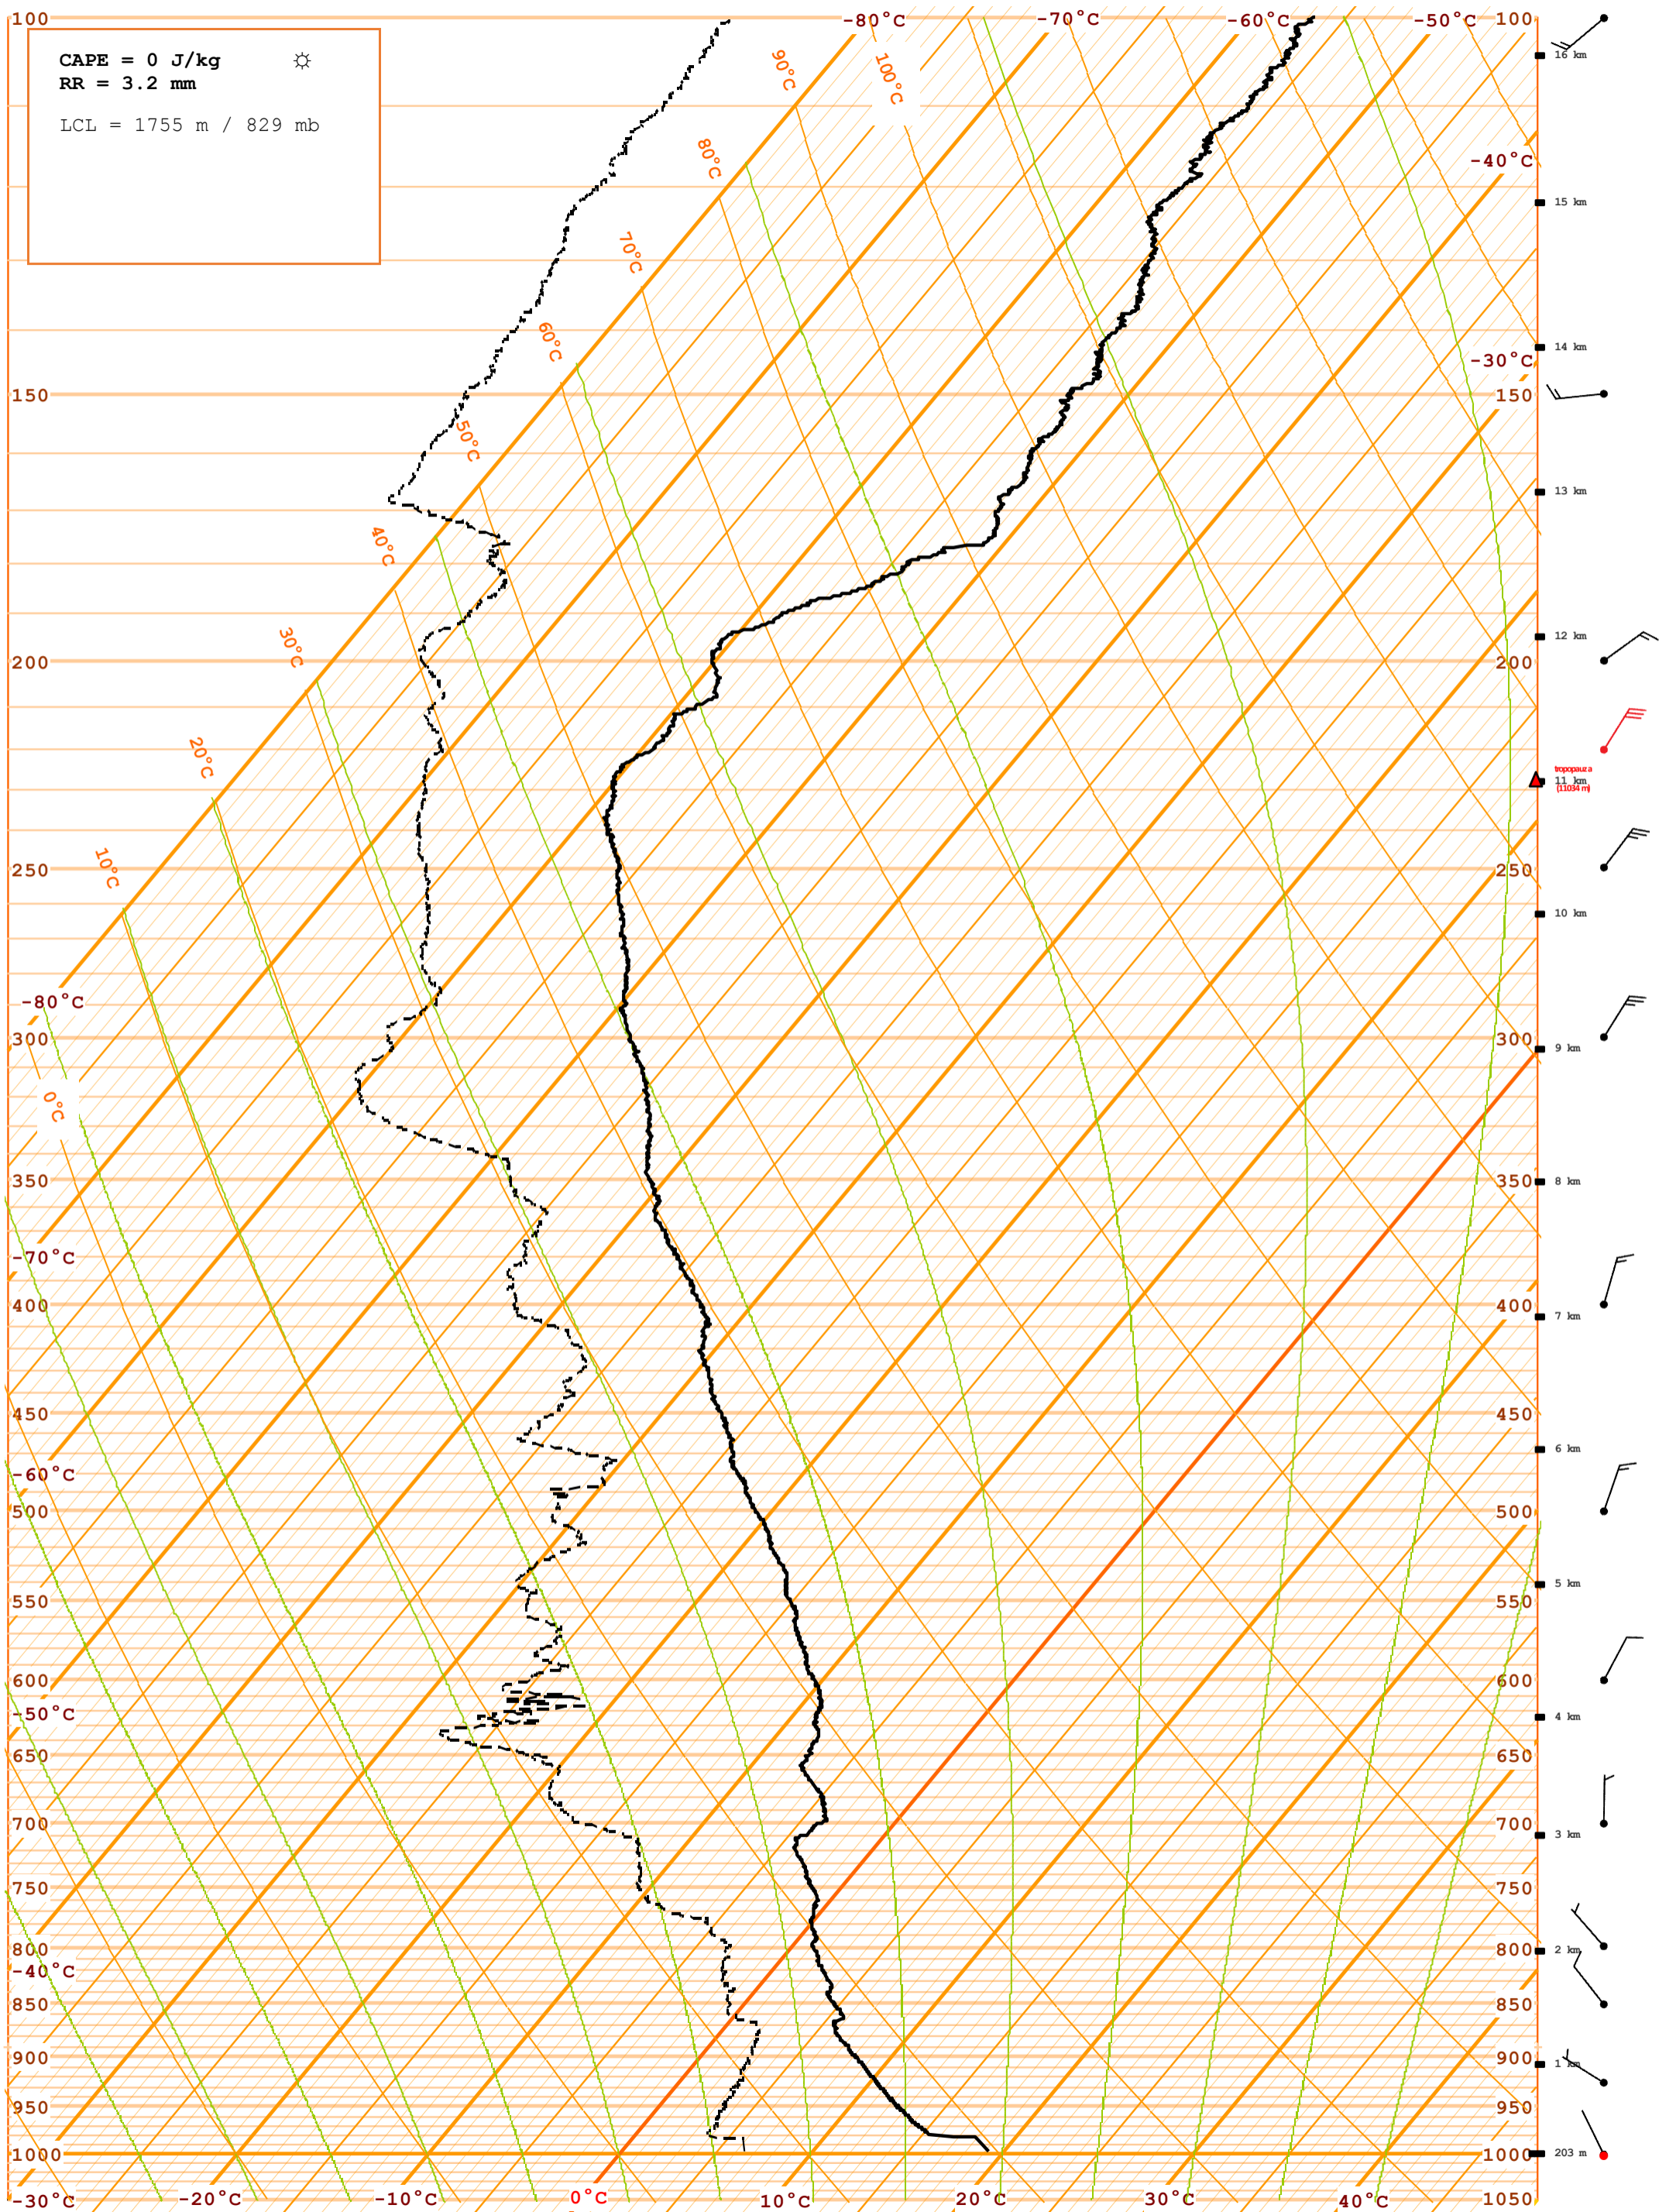 100 -80°C -70°C -60°C -50°C 100
CAPE = 0 J/kg ☼
RR = 3.2 mm
LCL = 1755 m / 829 mb
16 km
90°C 100°C
80°C -40°C
15 km
70°C
60°C 14 km
-30°C
150 150
50°C
13 km
40°C
30°C 12 km
200 200
20°C
tropopauza
11 km
(11034 m)
10°C
250 250
10 km
-80°C
300 300
9 km
0°C
350 350
8 km
-70°C
400 400
7 km
450 450
6 km
-60°C
500 500
5 km
550 550
600 600
-50°C 4 km
650 650
700 700
3 km
750 750
800 800
2 km
-40°C
850 850
900 900
1 km
950 950
1000 1000
203 m
-30°C -20°C -10°C 0°C 10°C 20°C 30°C 40°C 1050